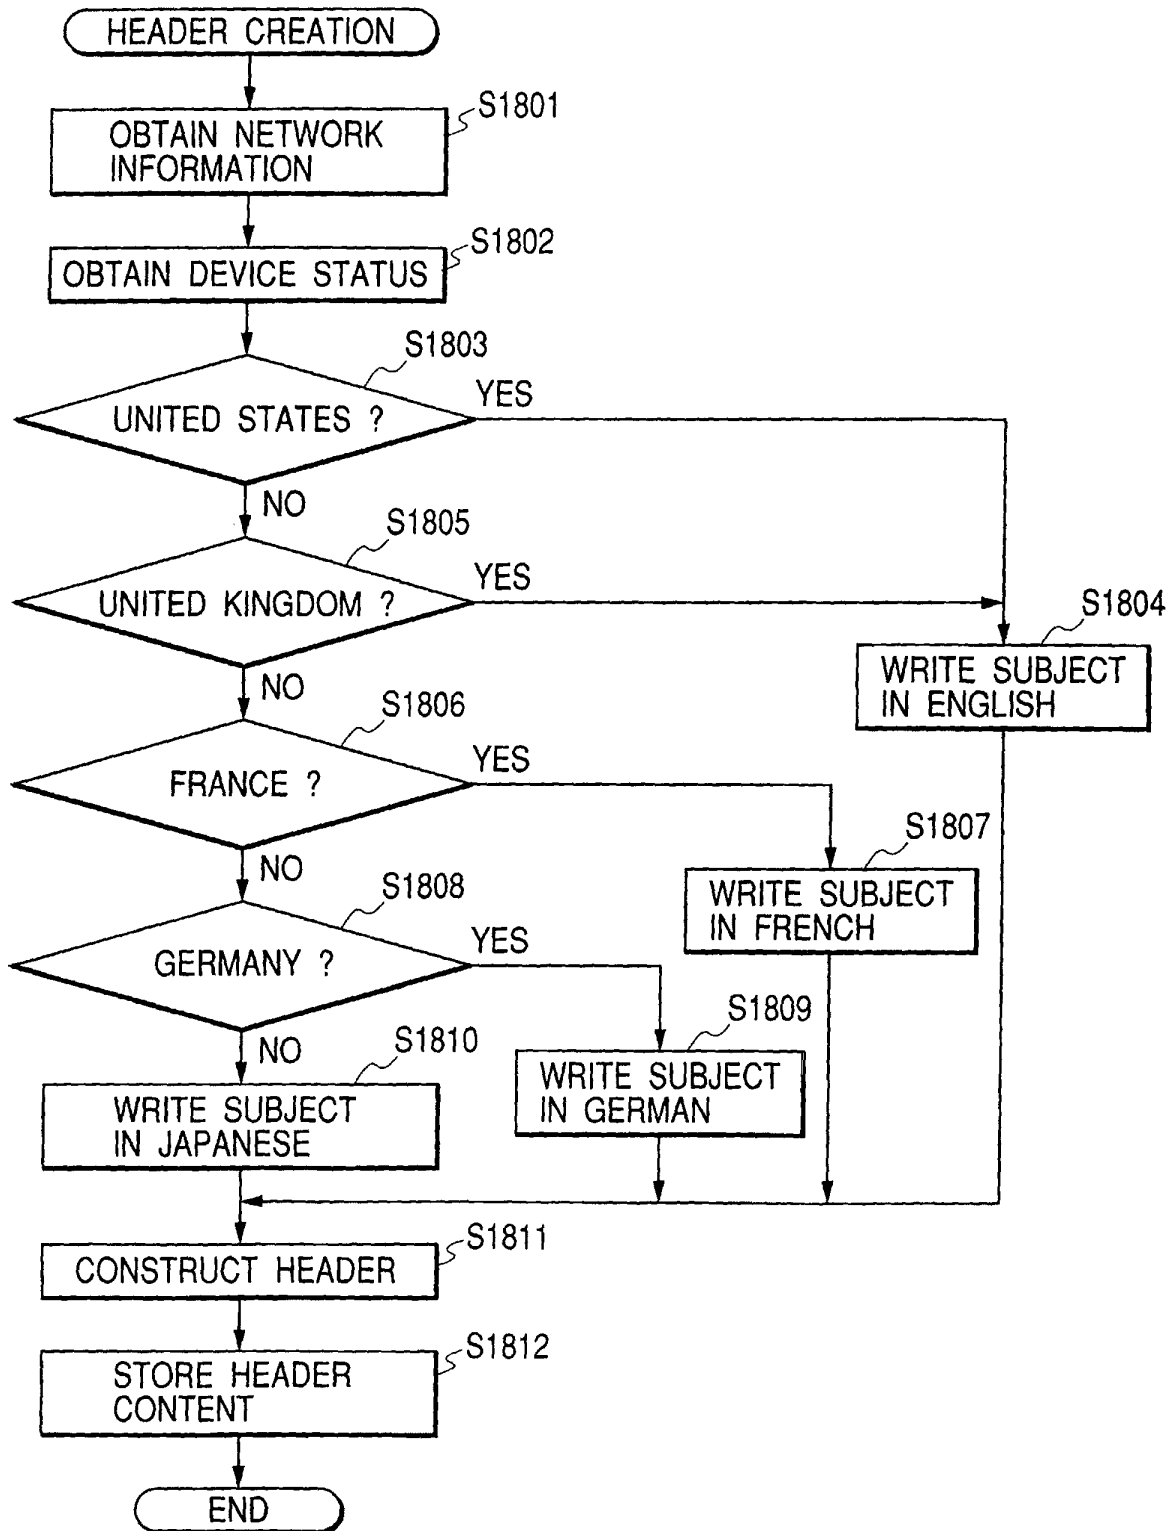 HEADER CREATION
S1801
OBTAIN NETWORK
INFORMATION
S1802
OBTAIN DEVICE STATUS
S1803
UNITED STATES ?
YES
NO
S1805
UNITED KINGDOM ?
YES
S1804
WRITE SUBJECT
IN ENGLISH
NO
S1806
FRANCE ?
YES
S1807
WRITE SUBJECT
IN FRENCH
NO
S1808
GERMANY ?
YES
S1809
WRITE SUBJECT
IN GERMAN
NO
S1810
WRITE SUBJECT
IN JAPANESE
S1811
CONSTRUCT HEADER
S1812
STORE HEADER
CONTENT
END